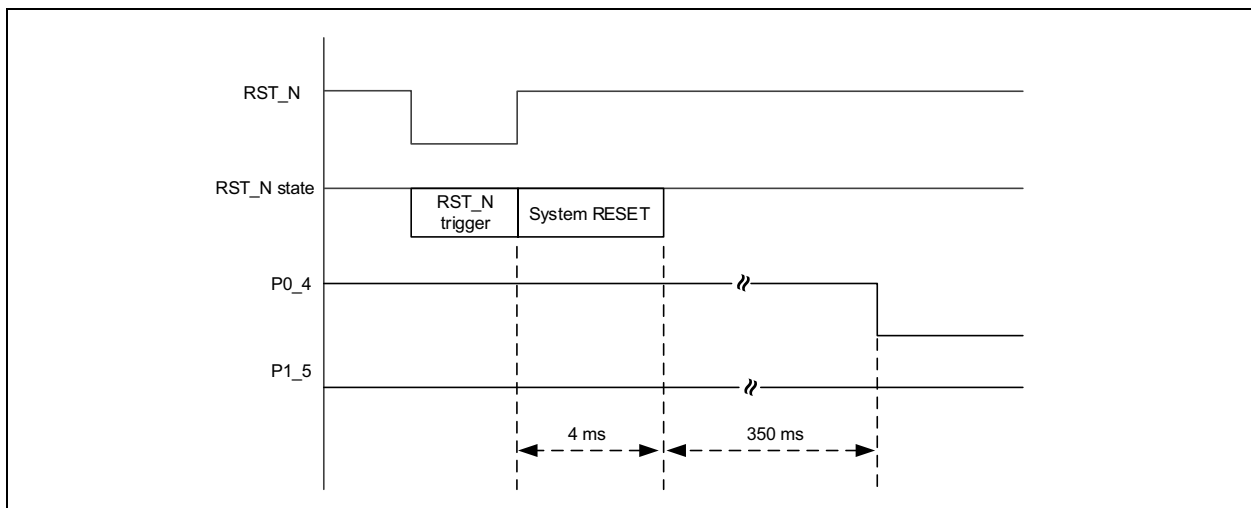 RST_N
RST_N state
RST_N
trigger
System RESET
P0_4
P1_5
4 ms
350 ms